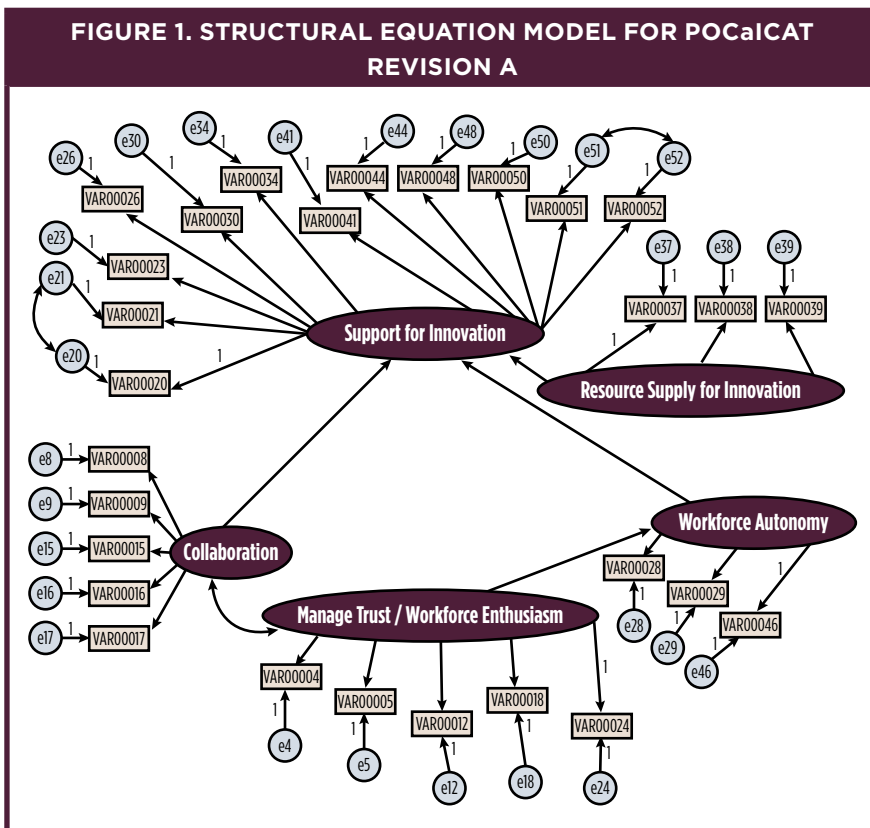 FIGURE 1. STRUCTURAL EQUATION MODEL FOR POCaICAT
REVISION A
e26
1
VAR00026
e30
1
VAR00030
e34
1
VAR00034
e41
1
VAR00041
e44
1
VAR00044
e48
1
VAR00048
e50
1
VAR00050
e51
1
VAR00051
e52
1
VAR00052
e23
1
VAR00023
e21
1
VAR00021
e20
1
VAR00020
1
Support for Innovation
e37
1
VAR00037
e38
1
VAR00038
e39
1
VAR00039
1
Resource Supply for Innovation
e8
1
VAR00008
e9
1
VAR00009
e15
1
VAR00015
e16
1
VAR00016
e17
1
VAR00017
Collaboration
Workforce Autonomy
VAR00028
1
e28
VAR00029
1
e29
1
VAR00046
1
e46
Manage Trust / Workforce Enthusiasm
VAR00004
1
e4
VAR00005
1
e5
VAR00012
1
e12
VAR00018
1
e18
1
VAR00024
1
e24